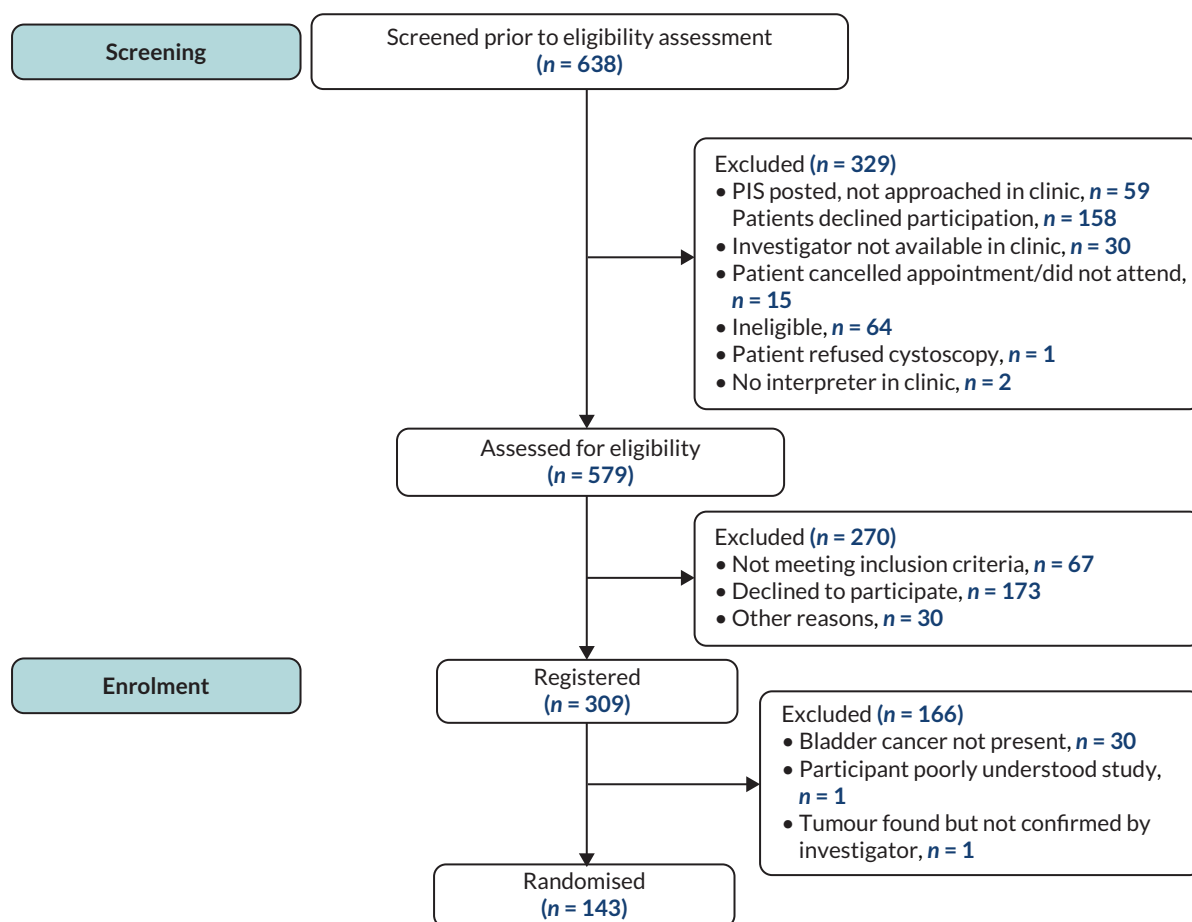 Screening
Screened prior to eligibility assessment
(n = 638)
Excluded (n = 329)
• PIS posted, not approached in clinic, n = 59
Patients declined participation, n = 158
• Investigator not available in clinic, n = 30
• Patient cancelled appointment/did not attend,
n = 15
• Ineligible, n = 64
• Patient refused cystoscopy, n = 1
• No interpreter in clinic, n = 2
Assessed for eligibility
(n = 579)
Excluded (n = 270)
• Not meeting inclusion criteria, n = 67
• Declined to participate, n = 173
• Other reasons, n = 30
Enrolment
Registered
(n = 309)
Excluded (n = 166)
• Bladder cancer not present, n = 30
• Participant poorly understood study,
n = 1
• Tumour found but not confirmed by
investigator, n = 1
Randomised
(n = 143)